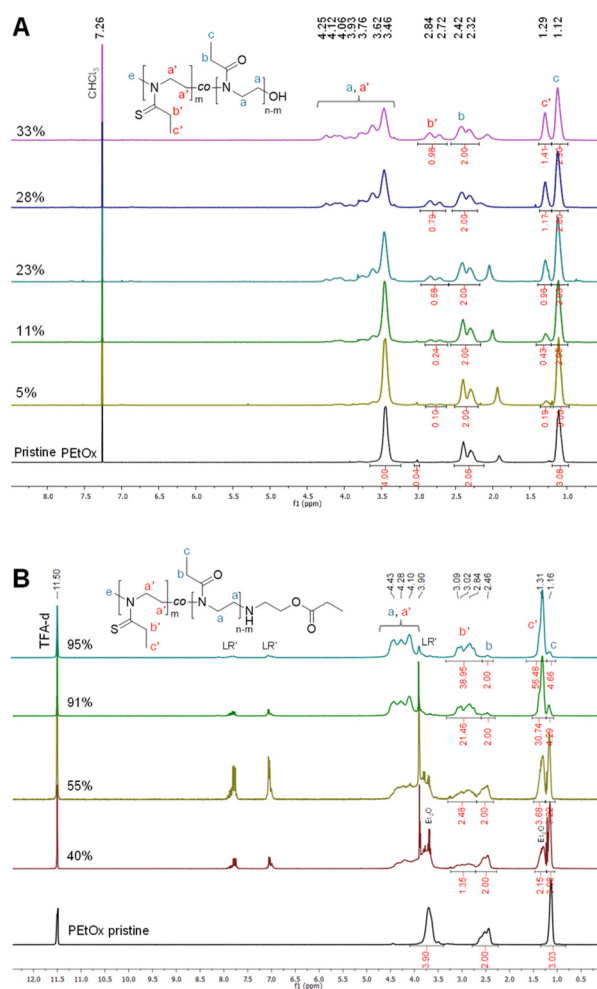 A
7.26
4.25
4.12
4.06
3.93
3.76
3.62
3.46
2.84
2.72
2.42
2.32
1.29
1.12
CHCl3
c
b
O
e
a'
co
N
a
OH
N
a'
m
a
n-m
S
b'
c'
a, a'
b'
b
c'
c
33%
0.98
2.00
1.41
2.90
28%
0.79
2.00
1.17
23%
0.58
2.00
0.96
11%
0.24
2.00
0.43
5%
0.10
2.00
0.19
Pristine PEtOx
4.00
0.04
2.06
3.08
8.0 7.5 7.0 6.5 6.0 5.5 5.0 4.5 4.0 3.5 3.0 2.5 2.0 1.5 1.0
f1 (ppm)
B
11.50
4.43
4.28
4.10
3.90
3.09
3.02
2.84
2.46
1.31
1.16
TFA-d
c
b
O
e
a'
co
N
a
H
N
O
N
a'
m
a
n-m
O
S
b'
c'
LR'
LR'
a, a'
LR'
b'
b
c'
c
95%
38.95
2.00
56.48
4.66
91%
21.46
2.00
30.74
4.29
55%
2.48
2.00
3.68
Et2O
Et2O
40%
1.35
2.00
2.15
PEtOx pristine
3.90
2.00
3.03
12.0 11.5 11.0 10.5 10.0 9.5 9.0 8.5 8.0 7.5 7.0 6.5 6.0 5.5 5.0 4.5 4.0 3.5 3.0 2.5 2.0 1.5 1.0 0.5
f1 (ppm)